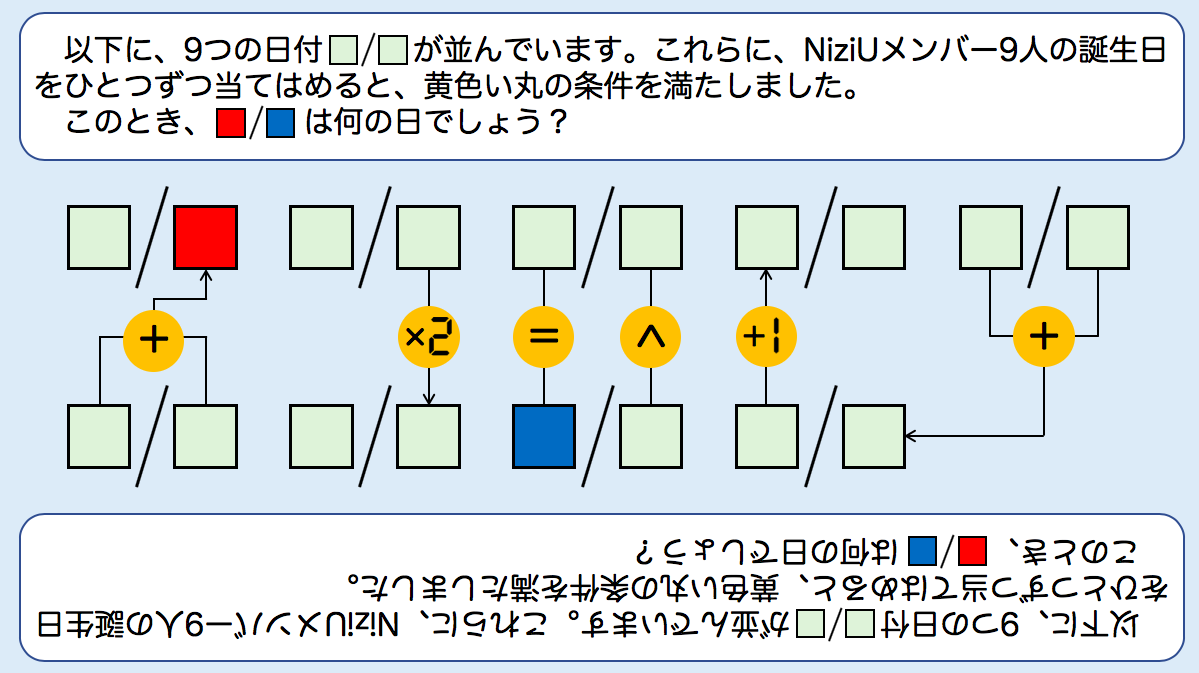 以下に、9つの日付□/□が並んでいます。これらに、NiziUメンバー9人の誕生日
をひとつずつ当てはめると、黄色い丸の条件を満たしました。
このとき、■/■は何の日でしょう？
/ / / / /
+ ×2 = ^ +1 +
/ / / /
このとき、■/■は何の日でしょう？
をひとつずつ当てはめると、黄色い丸の条件を満たしました。
以下に、9つの日付□/□が並んでいます。これらに、NiziUメンバー9人の誕生日